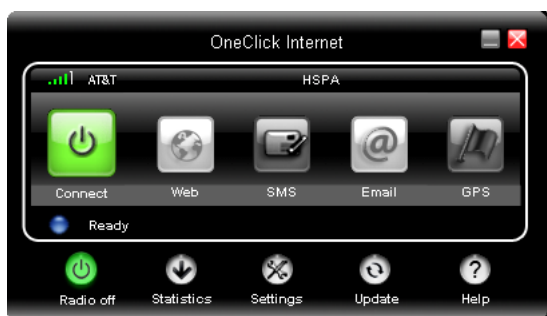 OneClick Internet
AT&T HSPA
Connect Web SMS Email GPS
Ready
Radio off Statistics Settings Update Help